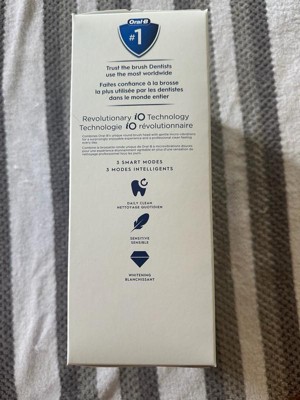 Oral-B
#1
Trust the brush Dentists
use the most worldwide
Faites confiance à la brosse
la plus utilisée par les dentistes
dans le monde entier
Revolutionary iO Technology
Technologie iO révolutionnaire
3 SMART MODES
3 MODES INTELLIGENTS
DAILY CLEAN
NETTOYAGE QUOTIDIEN
SENSITIVE
SENSIBLE
WHITENING
BLANCHISSANT